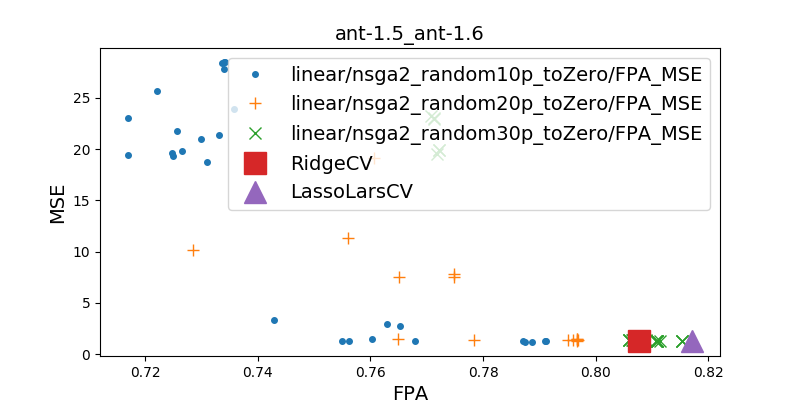 ant-1.5_ant-1.6
linear/nsga2_random10p_toZero/FPA_MSE
linear/nsga2_random20p_toZero/FPA_MSE
linear/nsga2_random30p_toZero/FPA_MSE
RidgeCV
LassoLarsCV
MSE
25
20
15
10
5
0
0.72
0.74
0.76
0.78
0.80
0.82
FPA